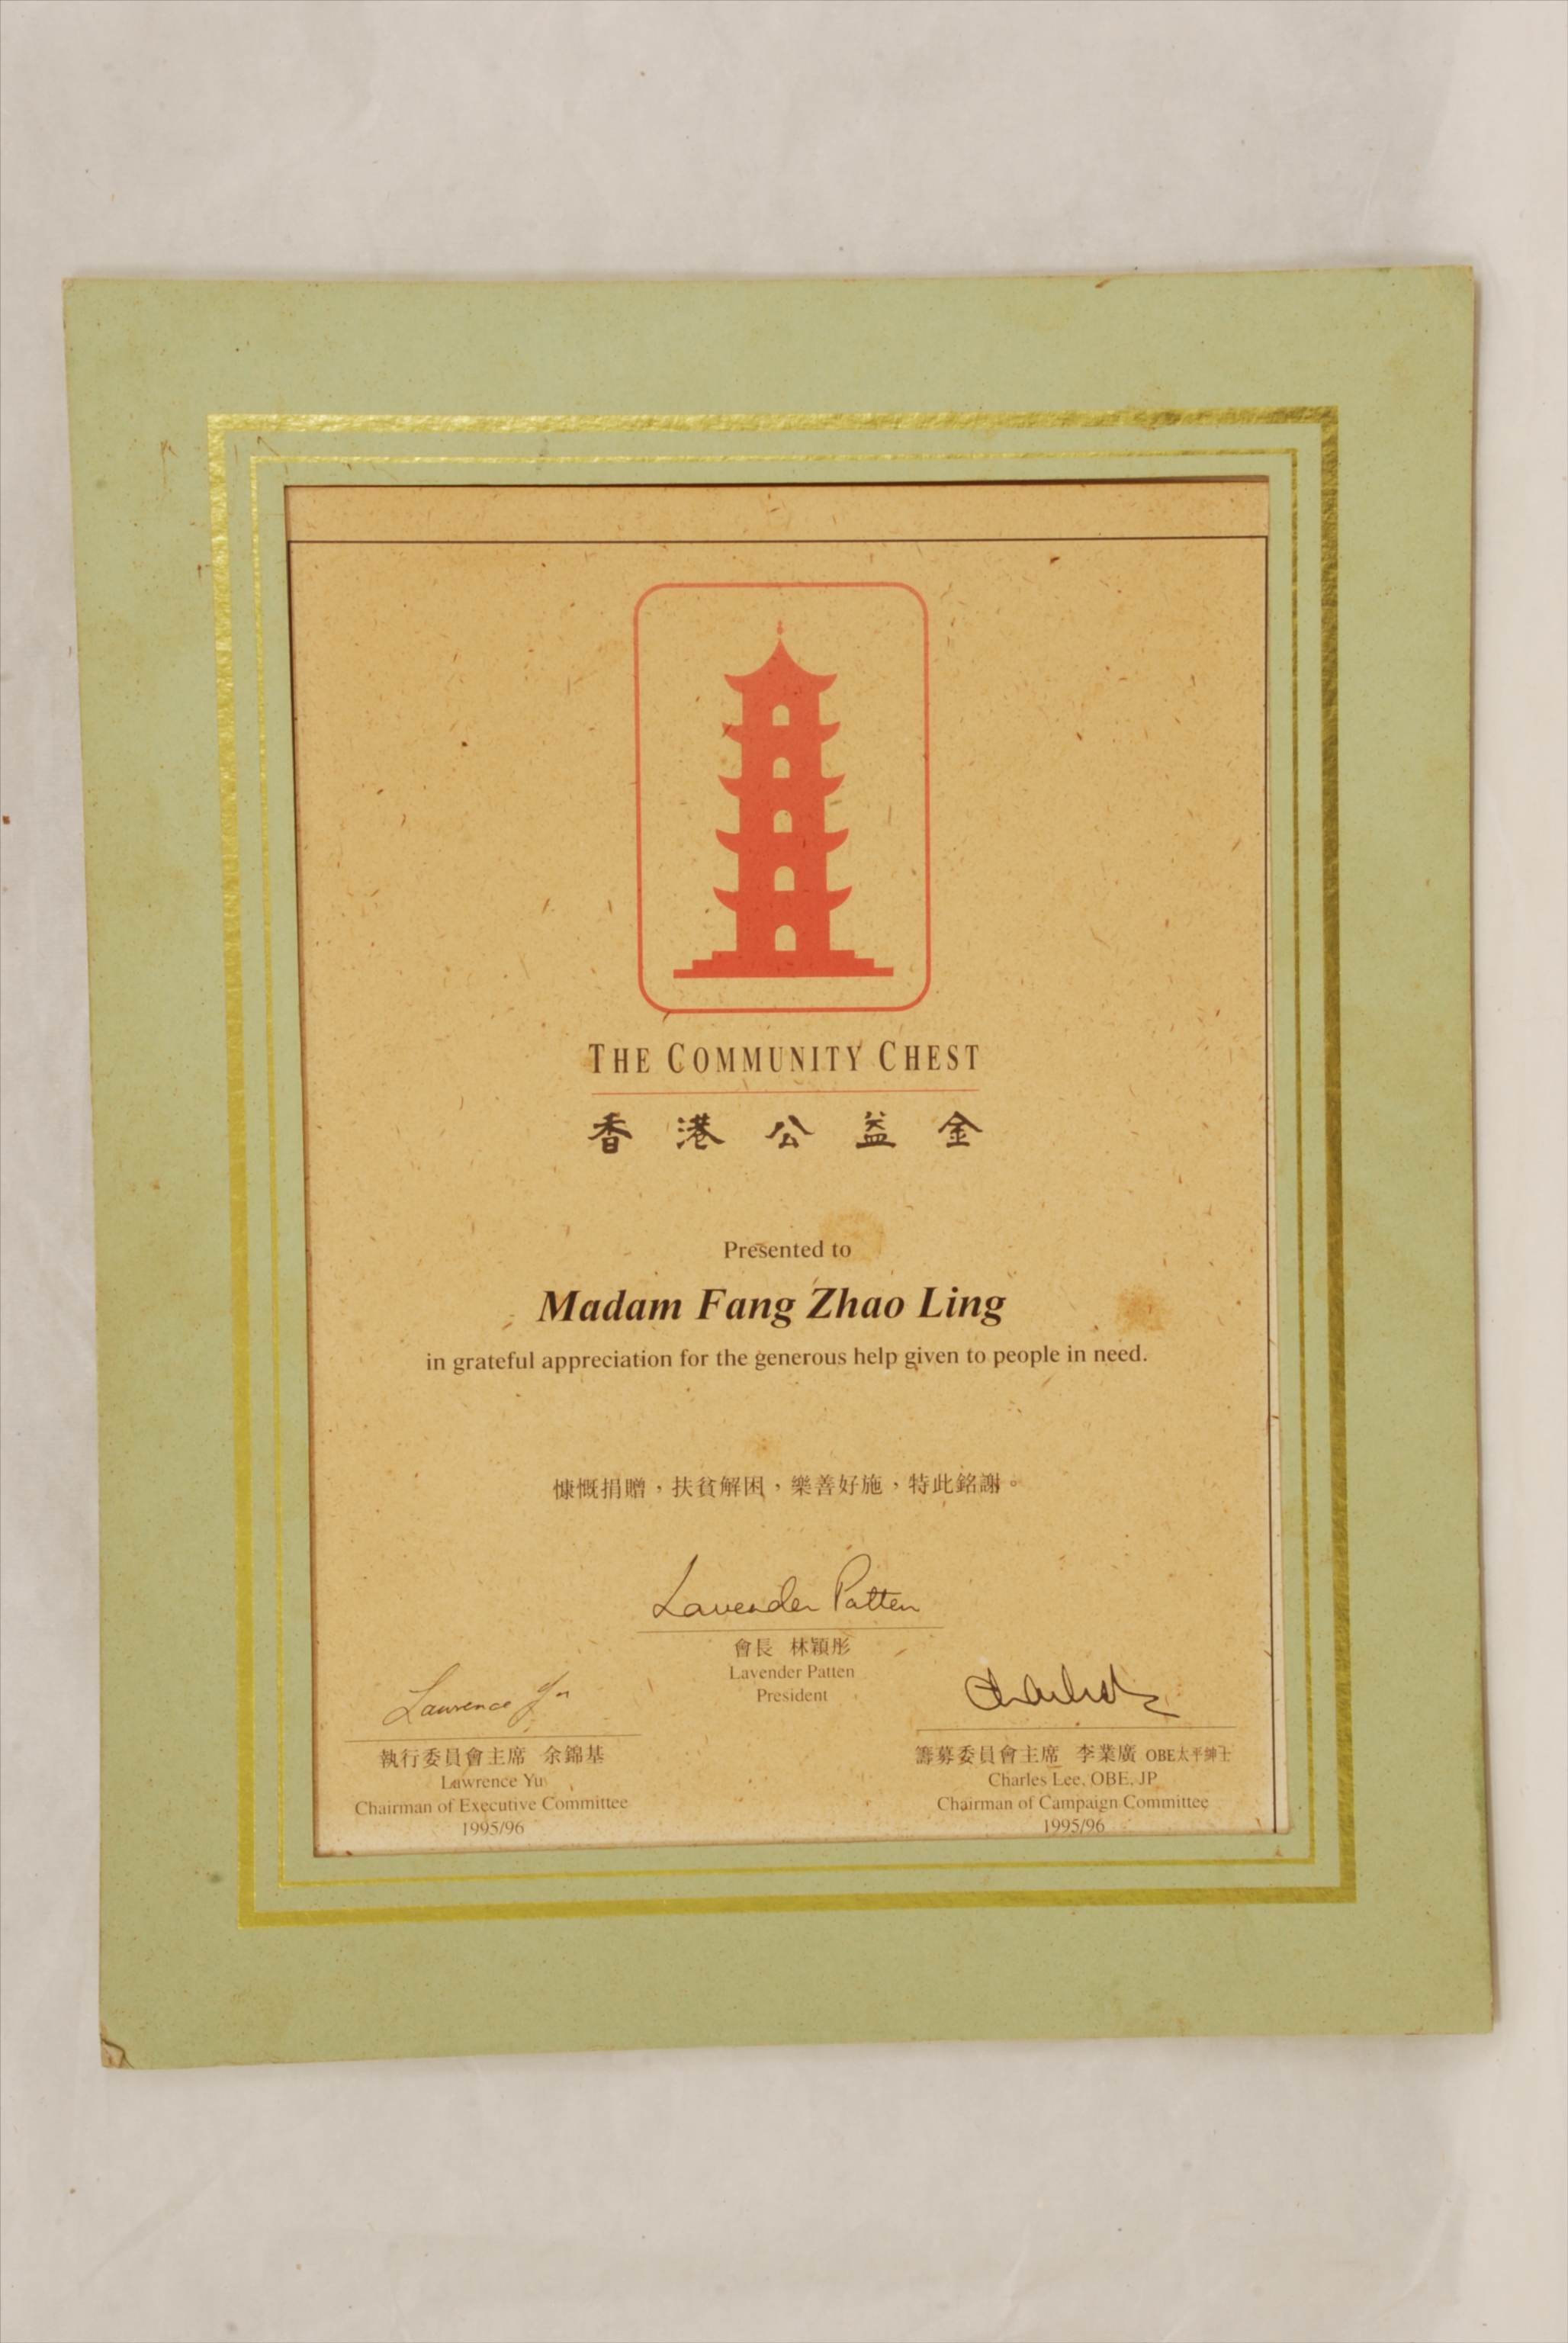 THE COMMUNITY CHEST
香港公益金
Presented to
Madam Fang Zhao Ling
in grateful appreciation for the generous help given to people in need.
慷慨捐贈，扶貧解困，樂善好施，特此銘謝。
Lavender Patten
會長 林穎彤
Lavender Patten
President
Lawrence Yu
執行委員會主席 余錦基
Lawrence Yu
Chairman of Executive Committee
1995/96
籌募委員會主席 李業廣 OBE太平紳士
Charles Lee, OBE, JP
Chairman of Campaign Committee
1995/96